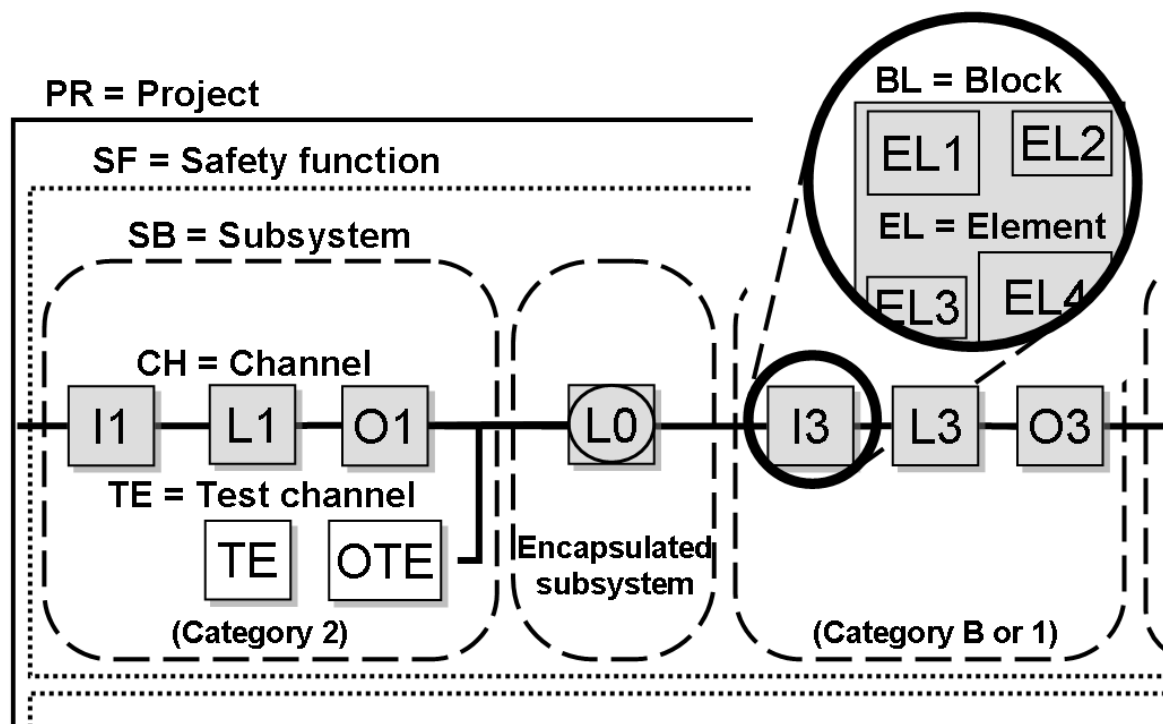 BL = Block
PR = Project
EL1
EL2
SF = Safety function
SB = Subsystem
EL = Element
EL3
EL4
CH = Channel
I1
L1
O1
L0
I3
L3
O3
TE = Test channel
TE
OTE
Encapsulated
subsystem
(Category 2)
(Category B or 1)